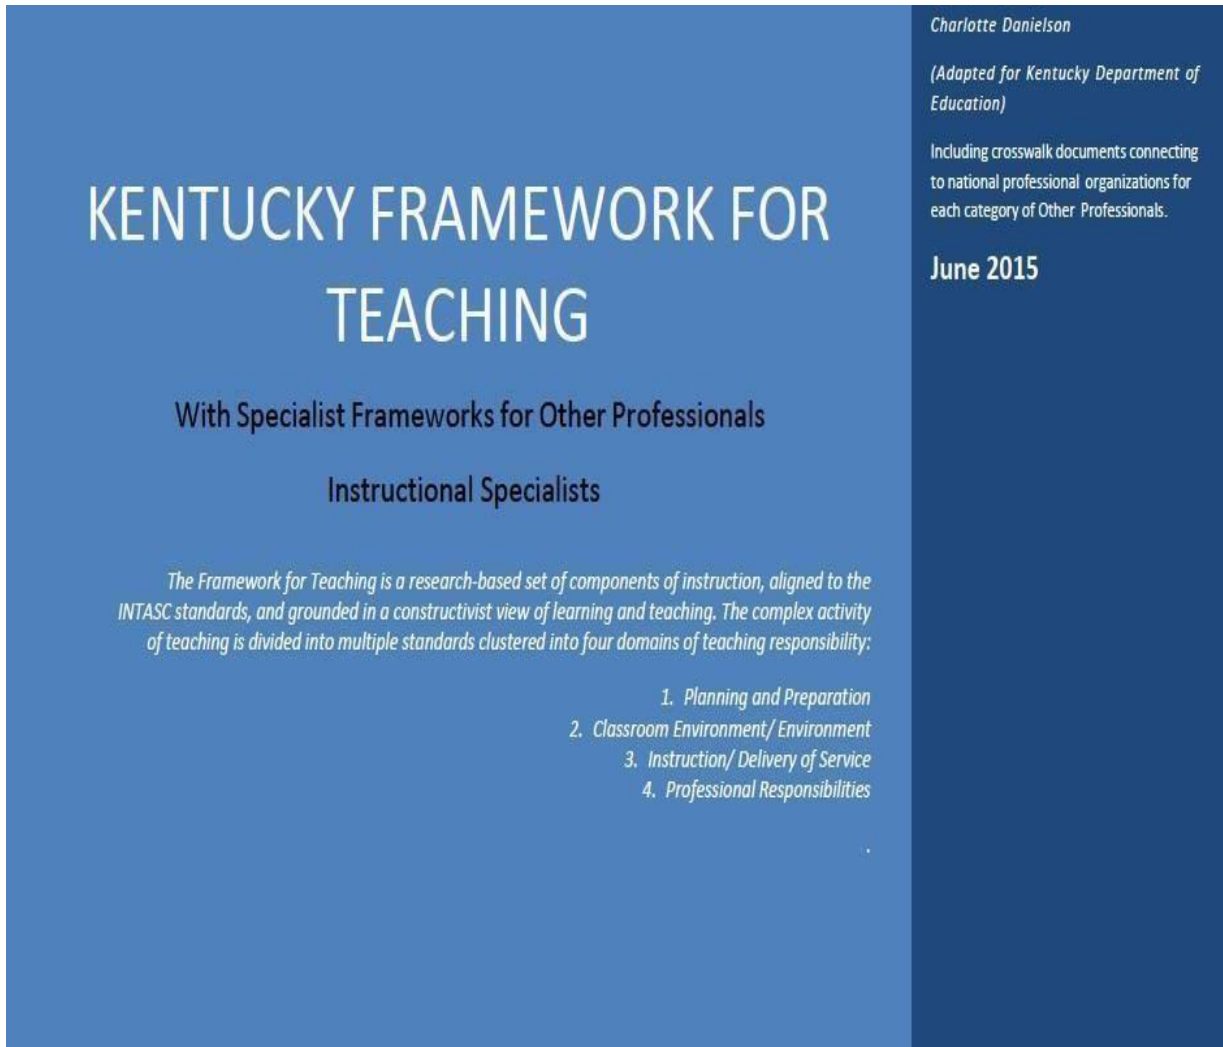 KENTUCKY FRAMEWORK FOR
TEACHING
With Specialist Frameworks for Other Professionals
Instructional Specialists
The Framework for Teaching is a research-based set of components of instruction, aligned to the
INTASC standards, and grounded in a constructivist view of learning and teaching. The complex activity
of teaching is divided into multiple standards clustered into four domains of teaching responsibility:
1. Planning and Preparation
2. Classroom Environment/ Environment
3. Instruction/ Delivery of Service
4. Professional Responsibilities
.
Charlotte Danielson
(Adapted for Kentucky Department of
Education)
Including crosswalk documents connecting
to national professional organizations for
each category of Other Professionals.
June 2015